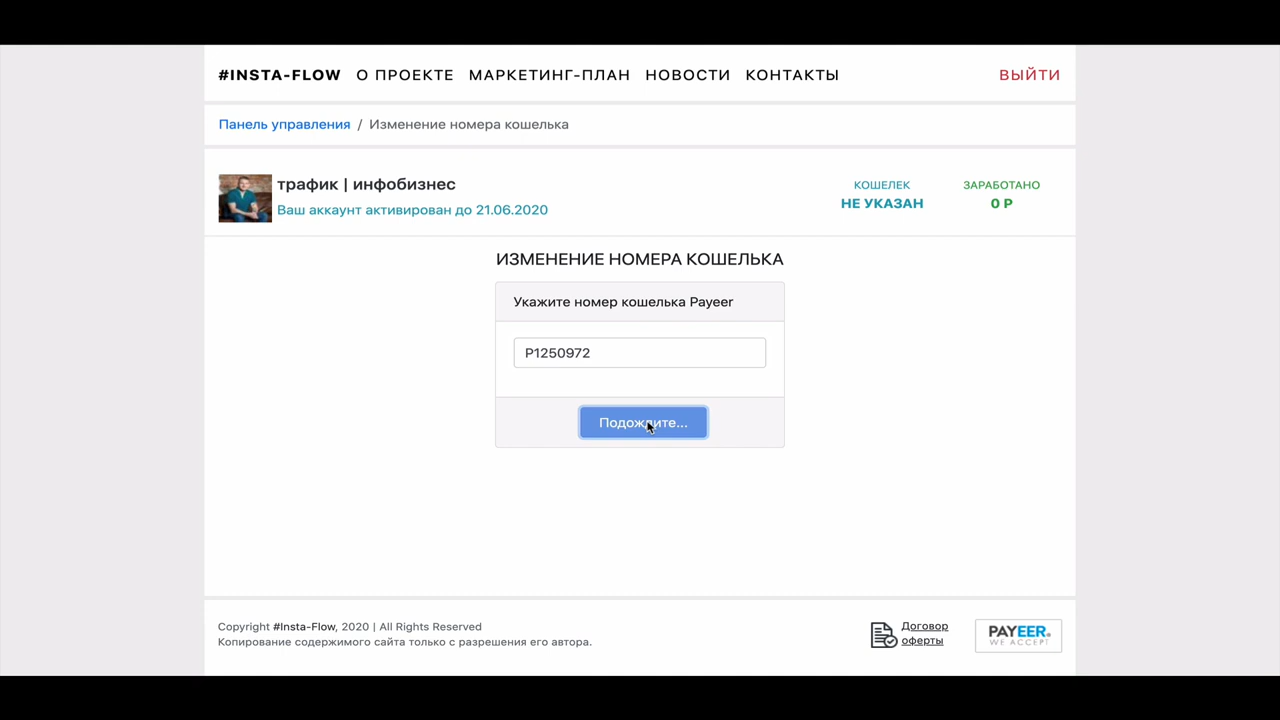 #INSTA-FLOW О ПРОЕКТЕ МАРКЕТИНГ-ПЛАН НОВОСТИ КОНТАКТЫ ВЫЙТИ
Панель управления / Изменение номера кошелька
трафик | инфобизнес
Ваш аккаунт активирован до 21.06.2020
КОШЕЛЕК
НЕ УКАЗАН
ЗАРАБОТАНО
0 Р
ИЗМЕНЕНИЕ НОМЕРА КОШЕЛЬКА
Укажите номер кошелька Payeer
P1250972
Подождите...
Copyright #Insta-Flow, 2020 | All Rights Reserved
Копирование содержимого сайта только с разрешения его автора.
Договор
оферты
PAYEER.
WE ACCEPT